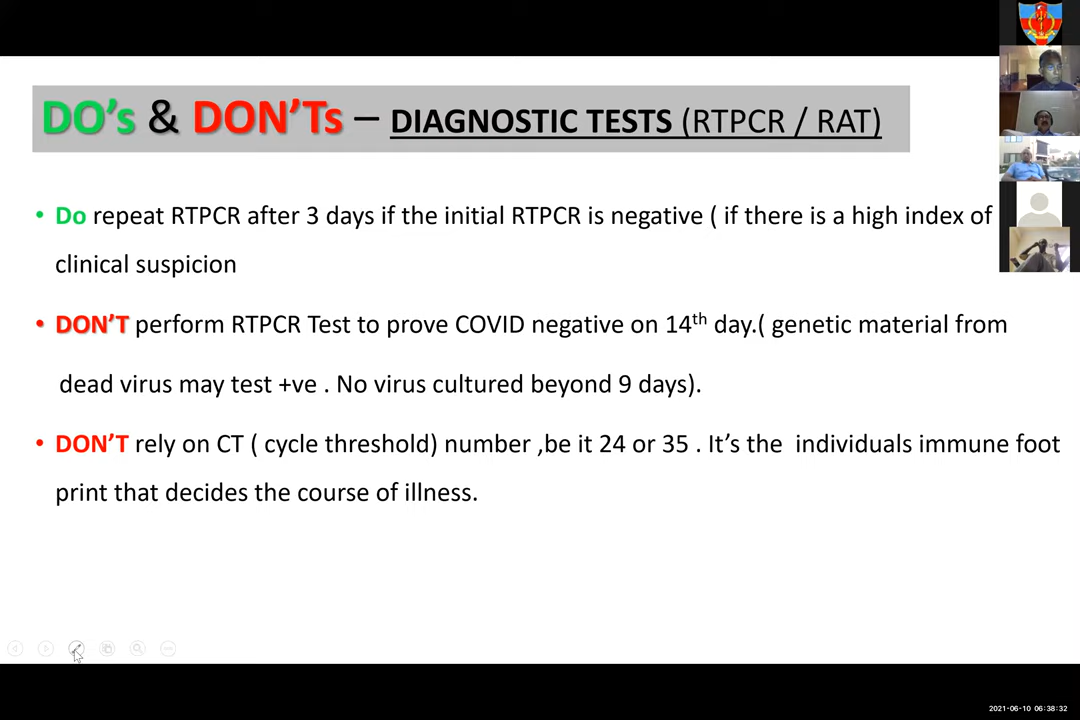 DO’s & DON’Ts – DIAGNOSTIC TESTS (RTPCR / RAT)
• Do repeat RTPCR after 3 days if the initial RTPCR is negative ( if there is a high index of
clinical suspicion
• DON’T perform RTPCR Test to prove COVID negative on 14th day.( genetic material from
dead virus may test +ve . No virus cultured beyond 9 days).
• DON’T rely on CT ( cycle threshold) number ,be it 24 or 35 . It’s the individuals immune foot
print that decides the course of illness.
2021-06-10 06:38:32